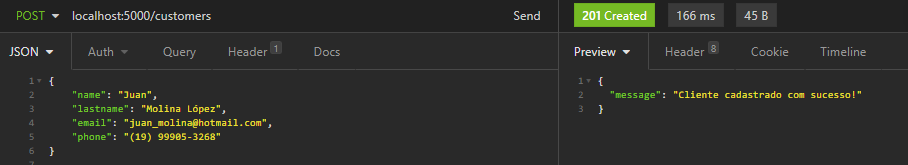 POST localhost:5000/customers Send 201 Created 166 ms 45 B
JSON Auth Query Header 1 Docs Preview Header 8 Cookie Timeline
1 {
2 "name": "Juan",
3 "lastname": "Molina López",
4 "email": "juan_molina@hotmail.com",
5 "phone": "(19) 99905-3268"
6 }
1 {
2 "message": "Cliente cadastrado com sucesso!"
3 }